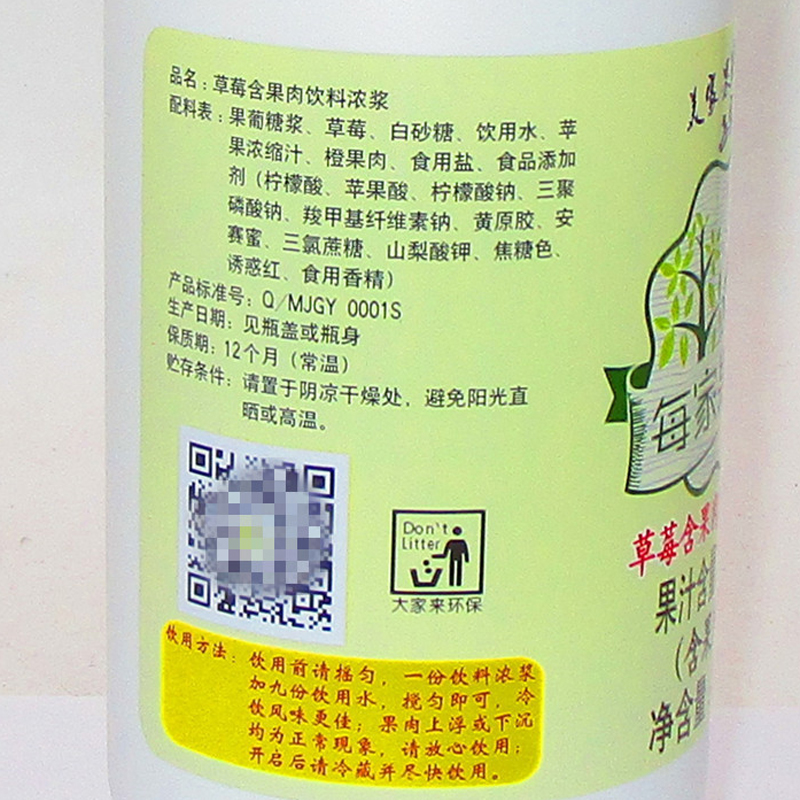 品名：草莓含果肉饮料浓浆
配料表：果葡糖浆、草莓、白砂糖、饮用水、苹
果浓缩汁、橙果肉、食用盐、食品添加
剂（柠檬酸、苹果酸、柠檬酸钠、三聚
磷酸钠、羧甲基纤维素钠、黄原胶、安
赛蜜、三氯蔗糖、山梨酸钾、焦糖色、
诱惑红、食用香精）
产品标准号：Q/MJGY 0001S
生产日期：见瓶盖或瓶身
保质期：12个月（常温）
贮存条件：请置于阴凉干燥处，避免阳光直
晒或高温。
Don't
Litter
大家来环保
饮用方法：饮用前请摇匀，一份饮料浓浆
加九份饮用水，搅匀即可，冷
饮风味更佳；果肉上浮或下沉
均为正常现象，请放心饮用；
开启后请冷藏并尽快饮用。
每家
草莓含果
果汁含量
（含果
净含量